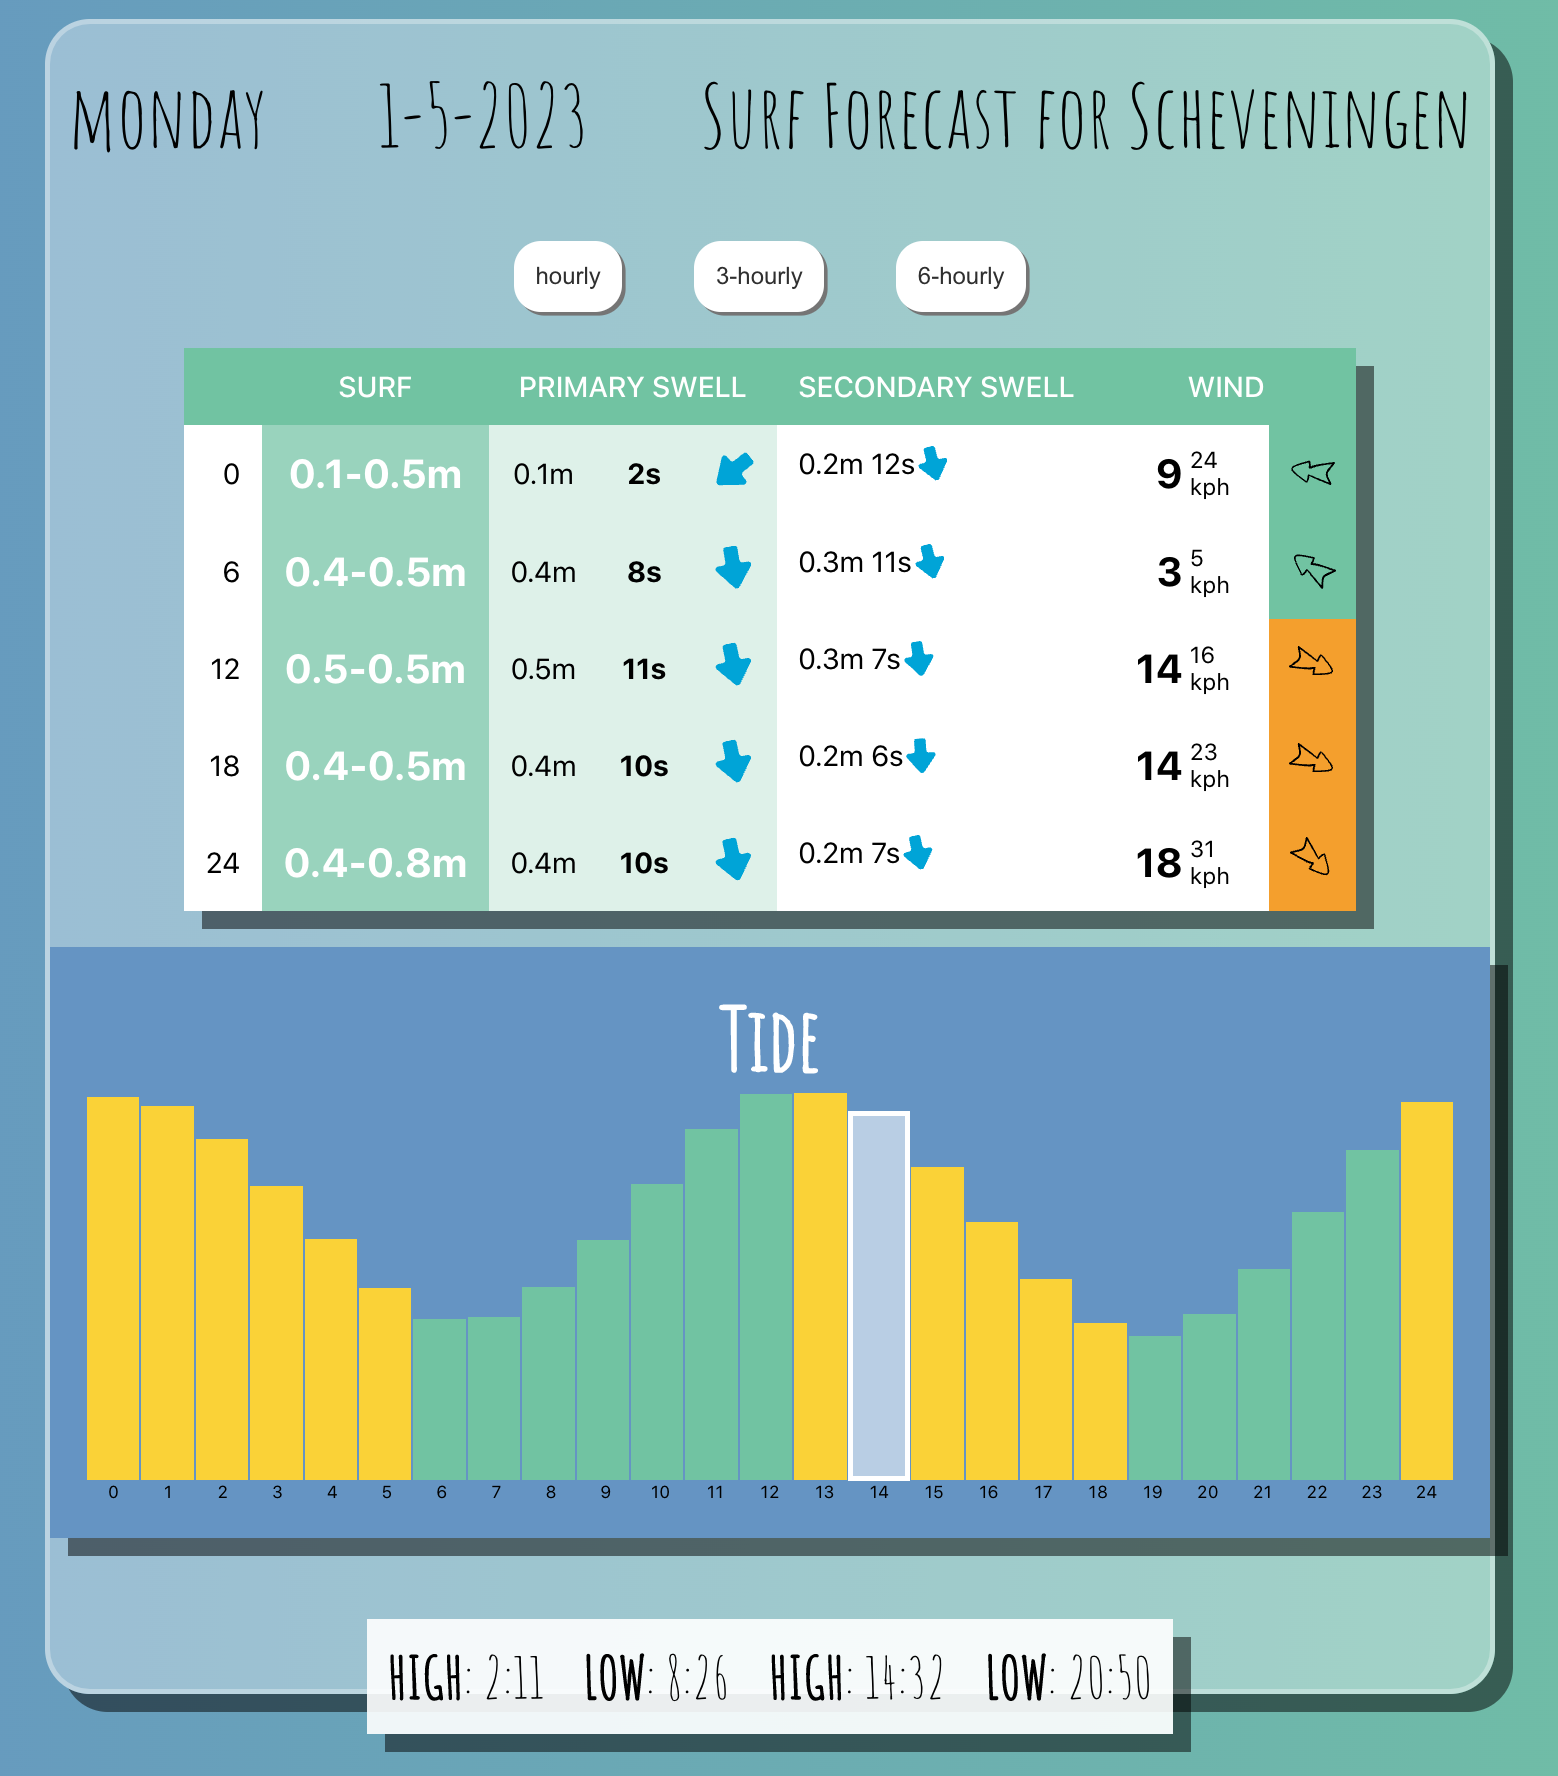 MONDAY 1-5-2023 SURF FORECAST FOR SCHEVENINGEN
hourly 3-hourly 6-hourly
SURF PRIMARY SWELL SECONDARY SWELL WIND
0 0.1-0.5m 0.1m 2s 0.2m 12s 9 24 kph
6 0.4-0.5m 0.4m 8s 0.3m 11s 3 5 kph
12 0.5-0.5m 0.5m 11s 0.3m 7s 14 16 kph
18 0.4-0.5m 0.4m 10s 0.2m 6s 14 23 kph
24 0.4-0.8m 0.4m 10s 0.2m 7s 18 31 kph
TIDE
0 1 2 3 4 5 6 7 8 9 10 11 12 13 14 15 16 17 18 19 20 21 22 23 24
HIGH: 2:11 LOW: 8:26 HIGH: 14:32 LOW: 20:50